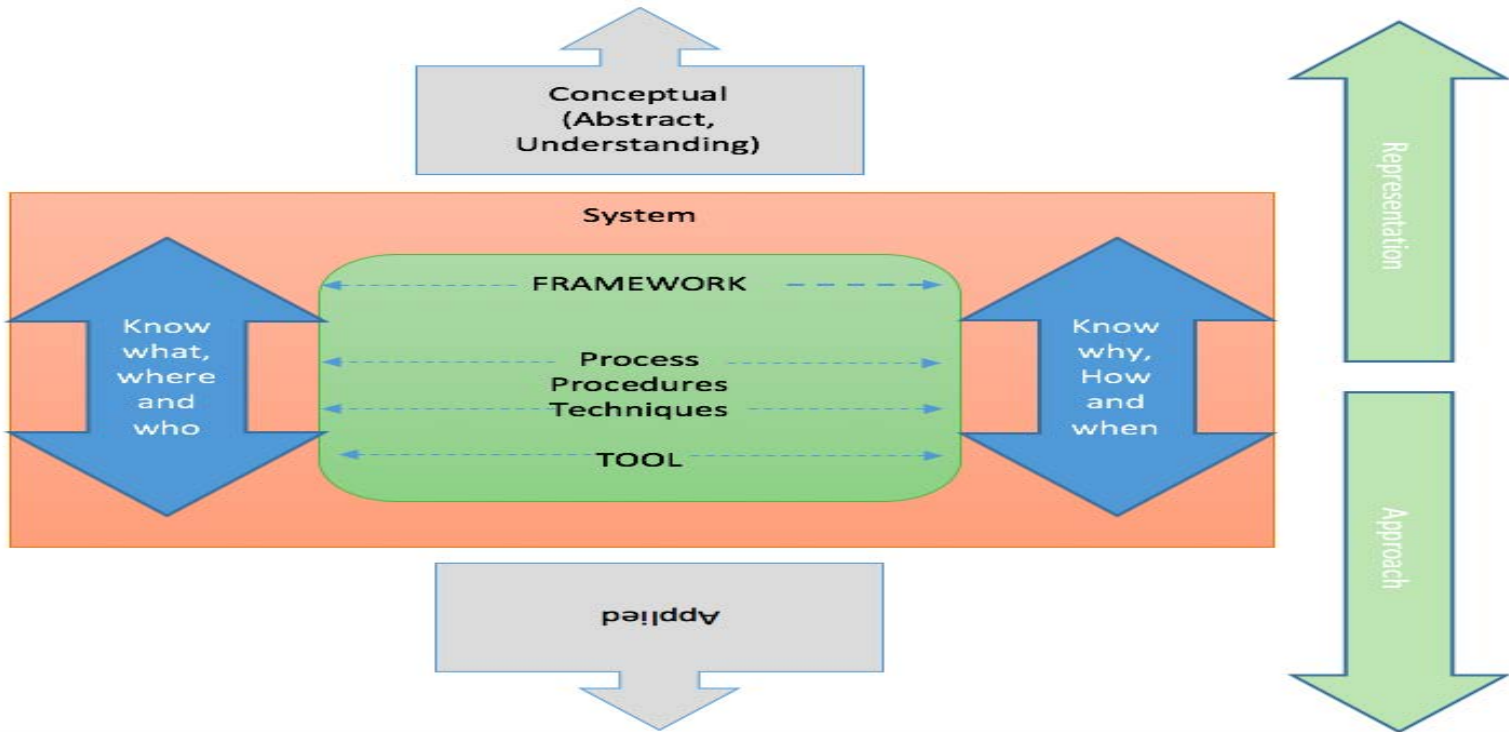 Conceptual
(Abstract,
Understanding)
System
FRAMEWORK
Process
Procedures
Techniques
TOOL
Know
what,
where
and
who
Know
why,
How
and
when
Applied
Representation
Approach